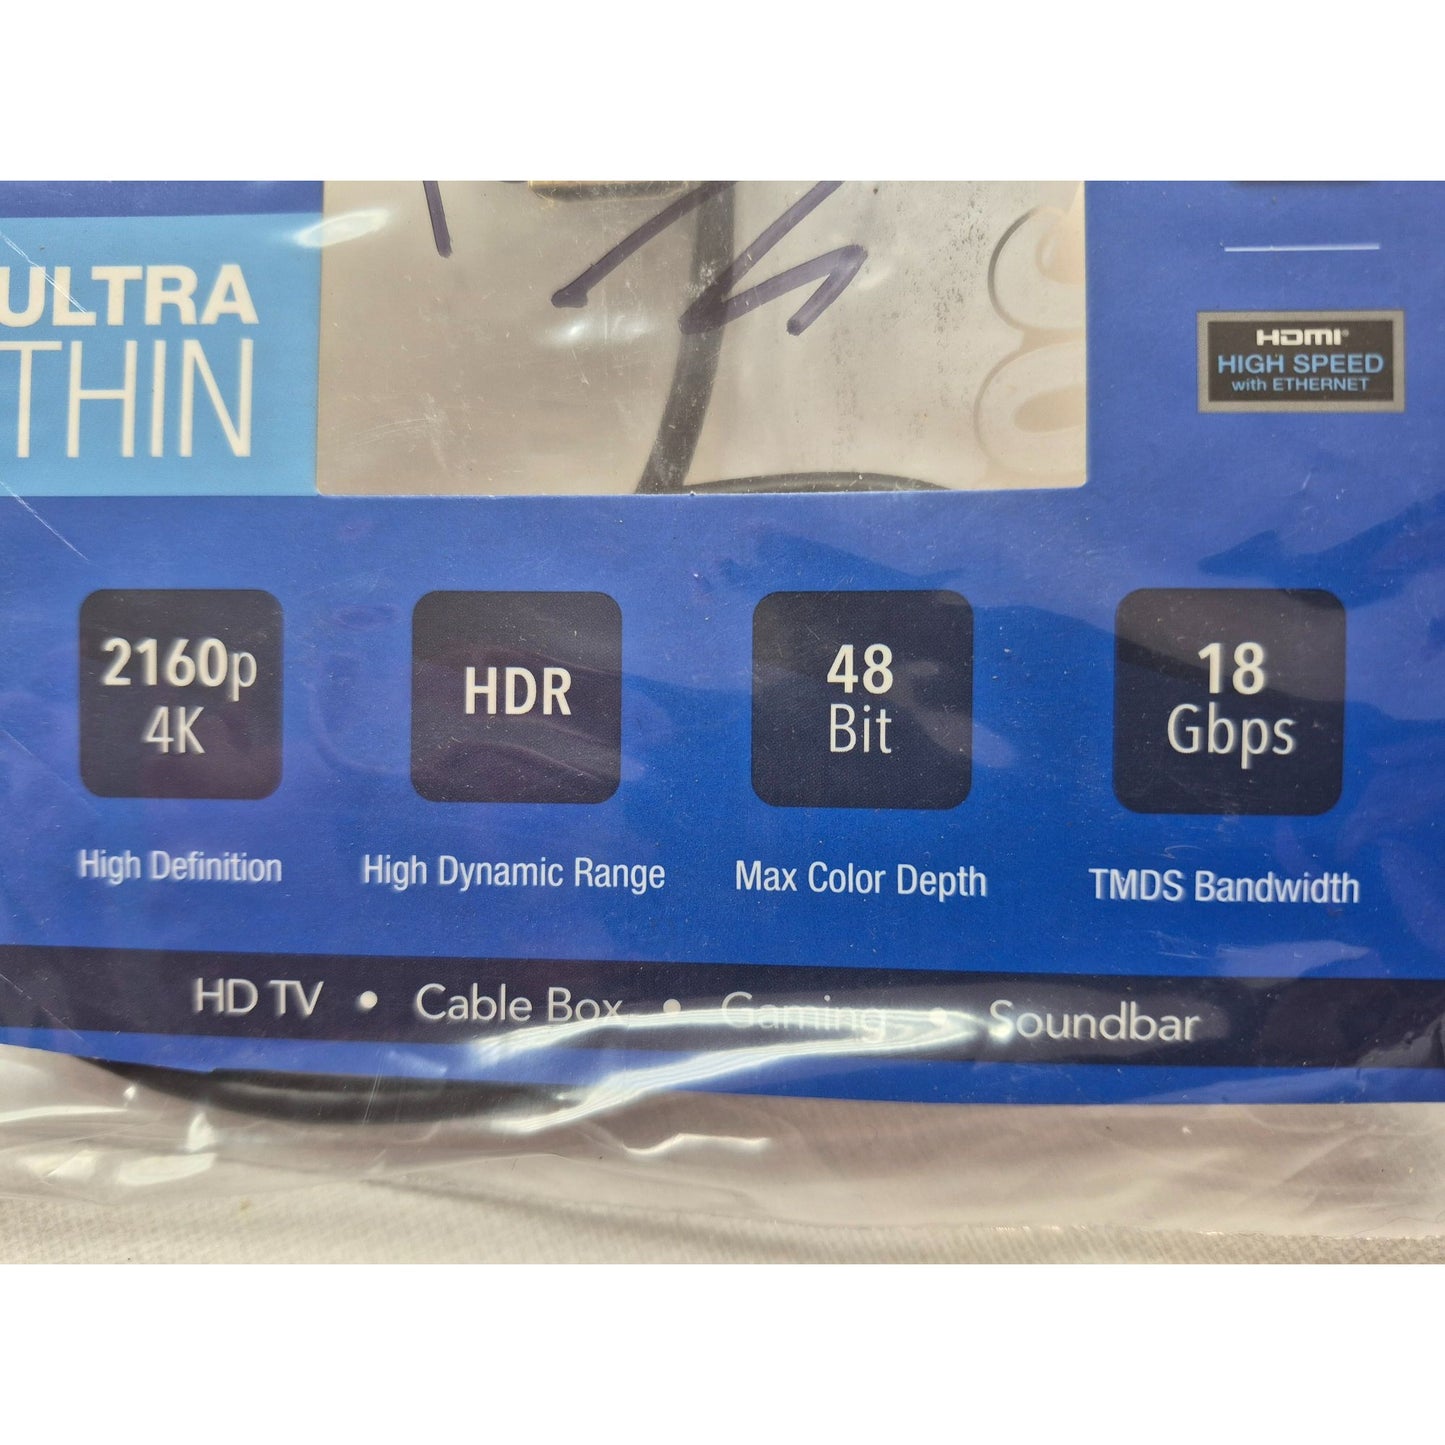 ULTRA
THIN
HDMI®
HIGH SPEED
with ETHERNET
2160p
4K
HDR
48
Bit
18
Gbps
High Definition
High Dynamic Range
Max Color Depth
TMDS Bandwidth
HD TV • Cable Box • Gaming • Soundbar